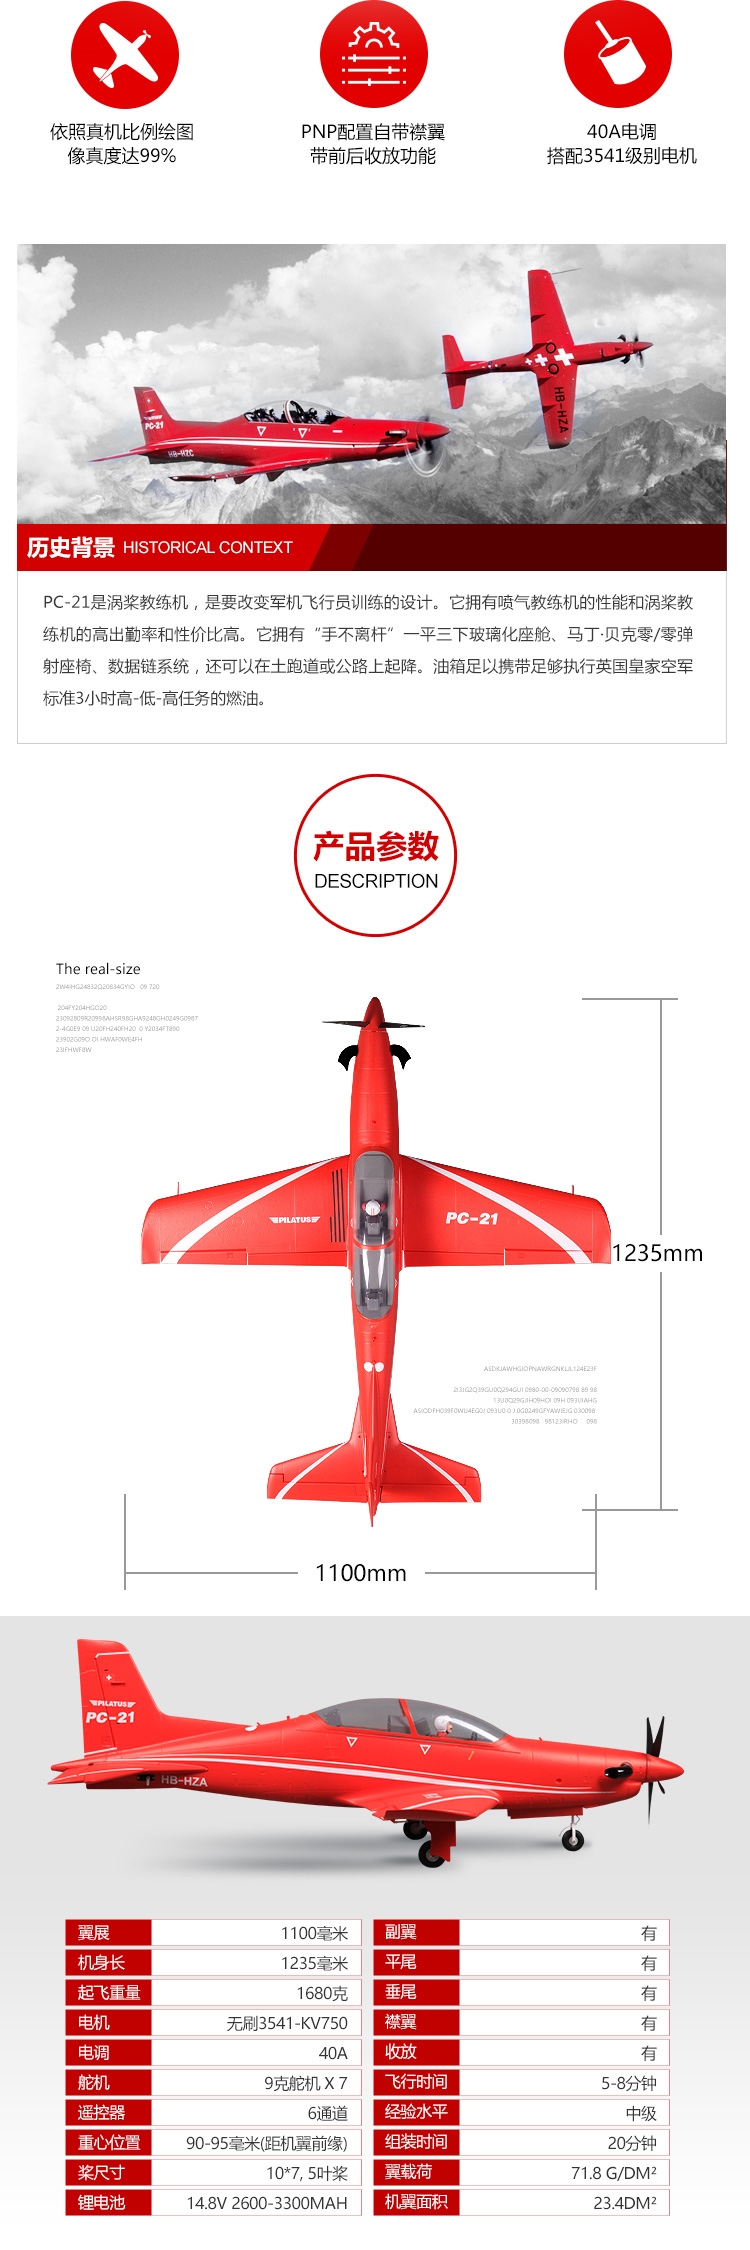 依照真机比例绘图
像真度达99%
PNP配置自带襟翼
带前后收放功能
40A电调
搭配3541级别电机
PC-21
HB-HZC
HB-HZA
历史背景 HISTORICAL CONTEXT
PC-21是涡桨教练机，是要改变军机飞行员训练的设计。它拥有喷气教练机的性能和涡桨教
练机的高出勤率和性价比高。它拥有“手不离杆”一平三下玻璃化座舱、马丁·贝克零/零弹
射座椅、数据链系统，还可以在土跑道或公路上起降。油箱足以携带足够执行英国皇家空军
标准3小时高-低-高任务的燃油。
产品参数
DESCRIPTION
The real-size
PILATUS
PC-21
1235mm
1100mm
PILATUS
PC-21
HB-HZA
翼展 1100毫米
机身长 1235毫米
起飞重量 1680克
电机 无刷3541-KV750
电调 40A
舵机 9克舵机 X 7
遥控器 6通道
重心位置 90-95毫米(距机翼前缘)
桨尺寸 10*7, 5叶桨
锂电池 14.8V 2600-3300MAH
副翼 有
平尾 有
垂尾 有
襟翼 有
收放 有
飞行时间 5-8分钟
经验水平 中级
组装时间 20分钟
翼载荷 71.8 G/DM²
机翼面积 23.4DM²